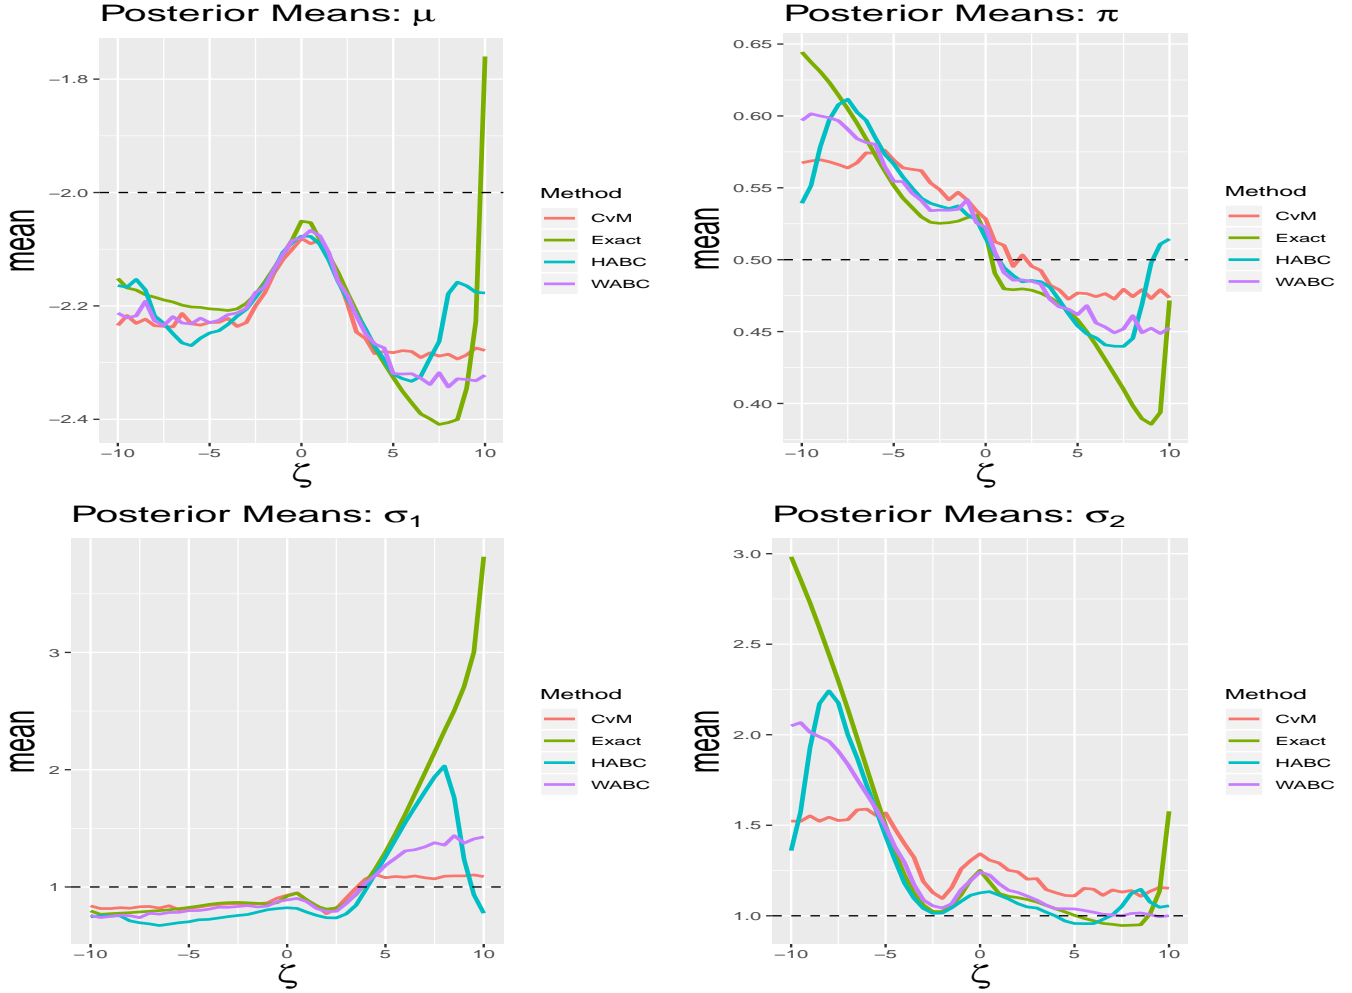 Posterior Means: μ
−1.8
−2.0
−2.2
−2.4
mean
−10
−5
0
5
10
ζ
Method
CvM
Exact
HABC
WABC
Posterior Means: π
0.65
0.60
0.55
0.50
0.45
0.40
mean
−10
−5
0
5
10
ζ
Method
CvM
Exact
HABC
WABC
Posterior Means: σ₁
3
2
1
mean
−10
−5
0
5
10
ζ
Method
CvM
Exact
HABC
WABC
Posterior Means: σ₂
3.0
2.5
2.0
1.5
1.0
mean
−10
−5
0
5
10
ζ
Method
CvM
Exact
HABC
WABC